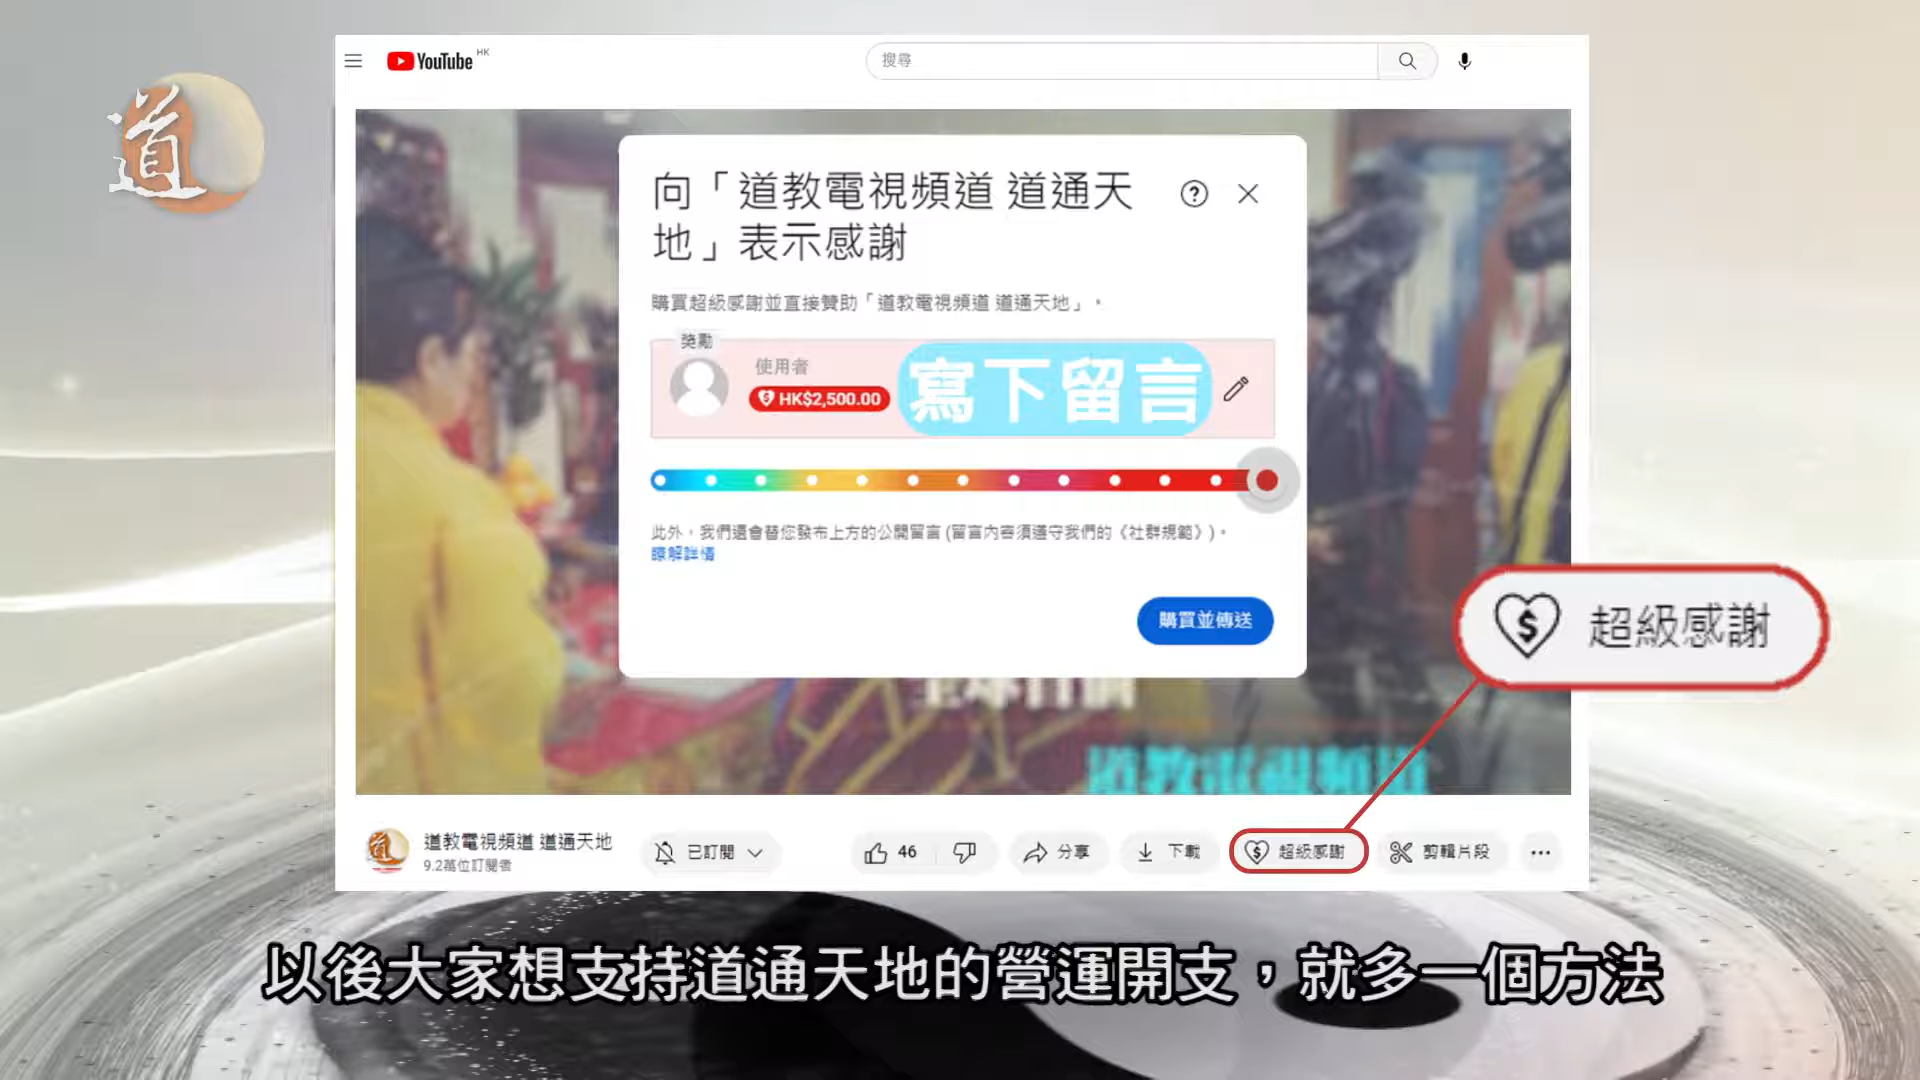 道
YouTube HK
搜尋
向「道教電視頻道 道通天
地」表示感謝
購買超級感謝並直接贊助「道教電視頻道 道通天地」。
獎勵
使用者
HK$2,500.00
寫下留言
此外，我們還會替您發布上方的公開留言 (留言內容須遵守我們的《社群規範》)。
瞭解詳情
購買並傳送
超級感謝
道教電視頻道
道教電視頻道 道通天地
9.2萬位訂閱者
已訂閱
46
分享
下載
超級感謝
剪輯片段
以後大家想支持道通天地的營運開支，就多一個方法